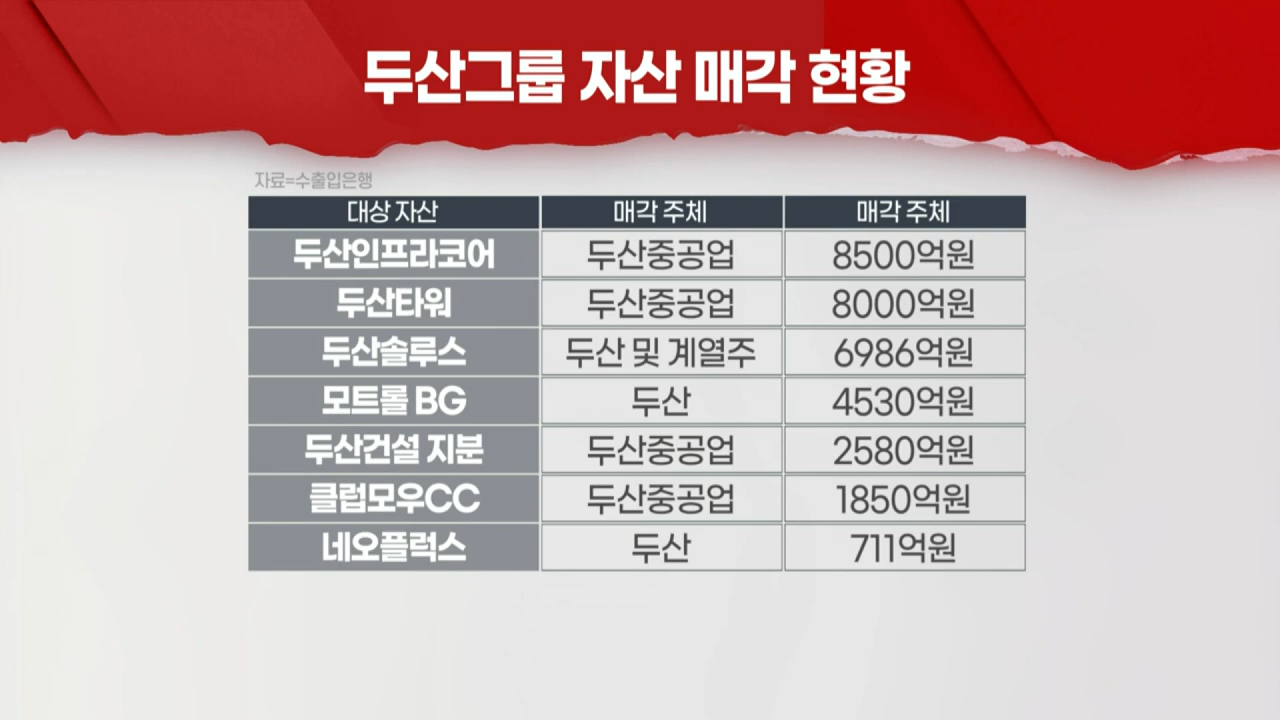 두산그룹 자산 매각 현황
자료=수출입은행
대상 자산 매각 주체 매각 주체
두산인프라코어 두산중공업 8500억원
두산타워 두산중공업 8000억원
두산솔루스 두산 및 계열주 6986억원
모트롤 BG 두산 4530억원
두산건설 지분 두산중공업 2580억원
클럽모우CC 두산중공업 1850억원
네오플럭스 두산 711억원